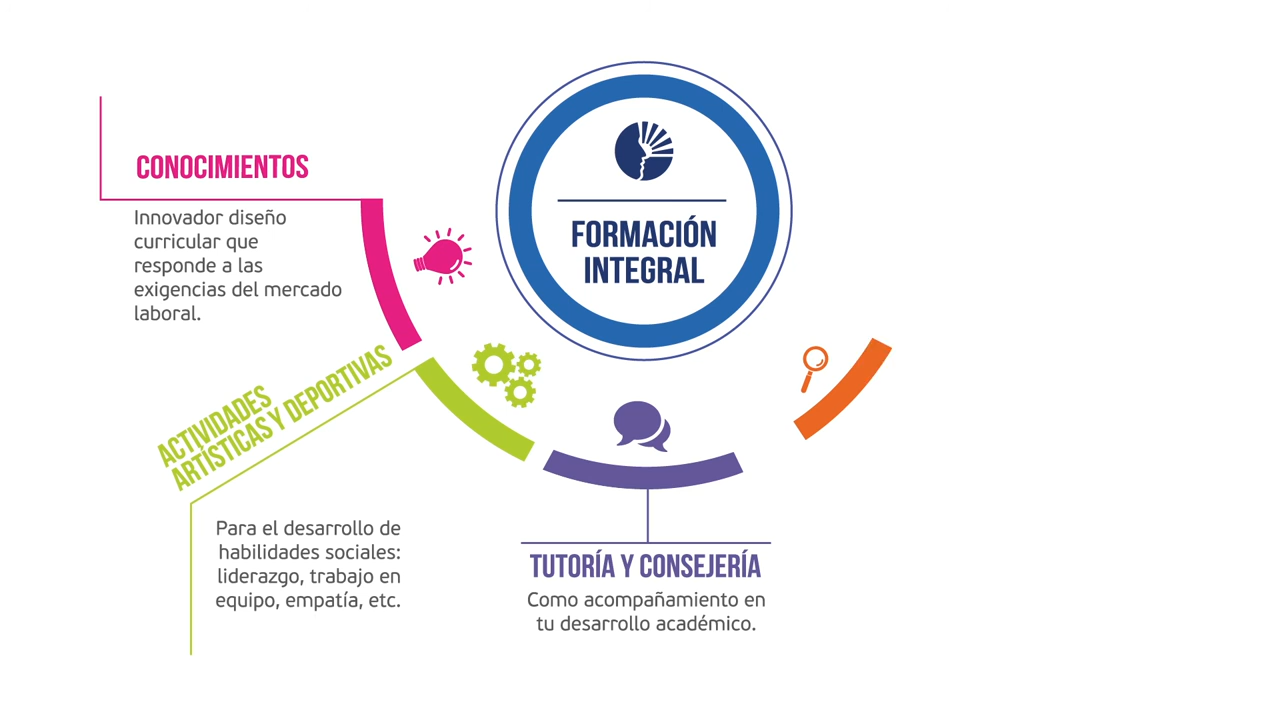 FORMACIÓN
INTEGRAL
CONOCIMIENTOS
Innovador diseño
curricular que
responde a las
exigencias del mercado
laboral.
ACTIVIDADES
ARTÍSTICAS Y DEPORTIVAS
Para el desarrollo de
habilidades sociales:
liderazgo, trabajo en
equipo, empatía, etc.
TUTORÍA Y CONSEJERÍA
Como acompañamiento en
tu desarrollo académico.